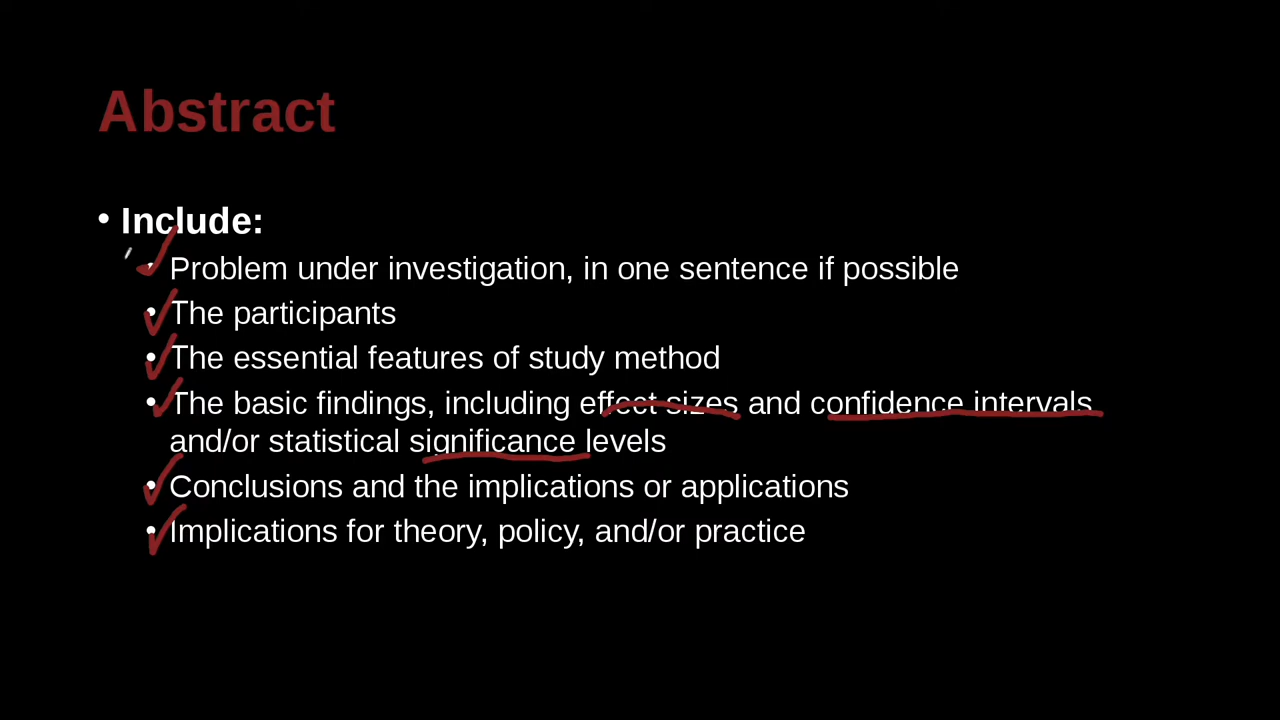 Abstract
• Include:
• Problem under investigation, in one sentence if possible
• The participants
• The essential features of study method
• The basic findings, including effect sizes and confidence intervals
and/or statistical significance levels
• Conclusions and the implications or applications
• Implications for theory, policy, and/or practice